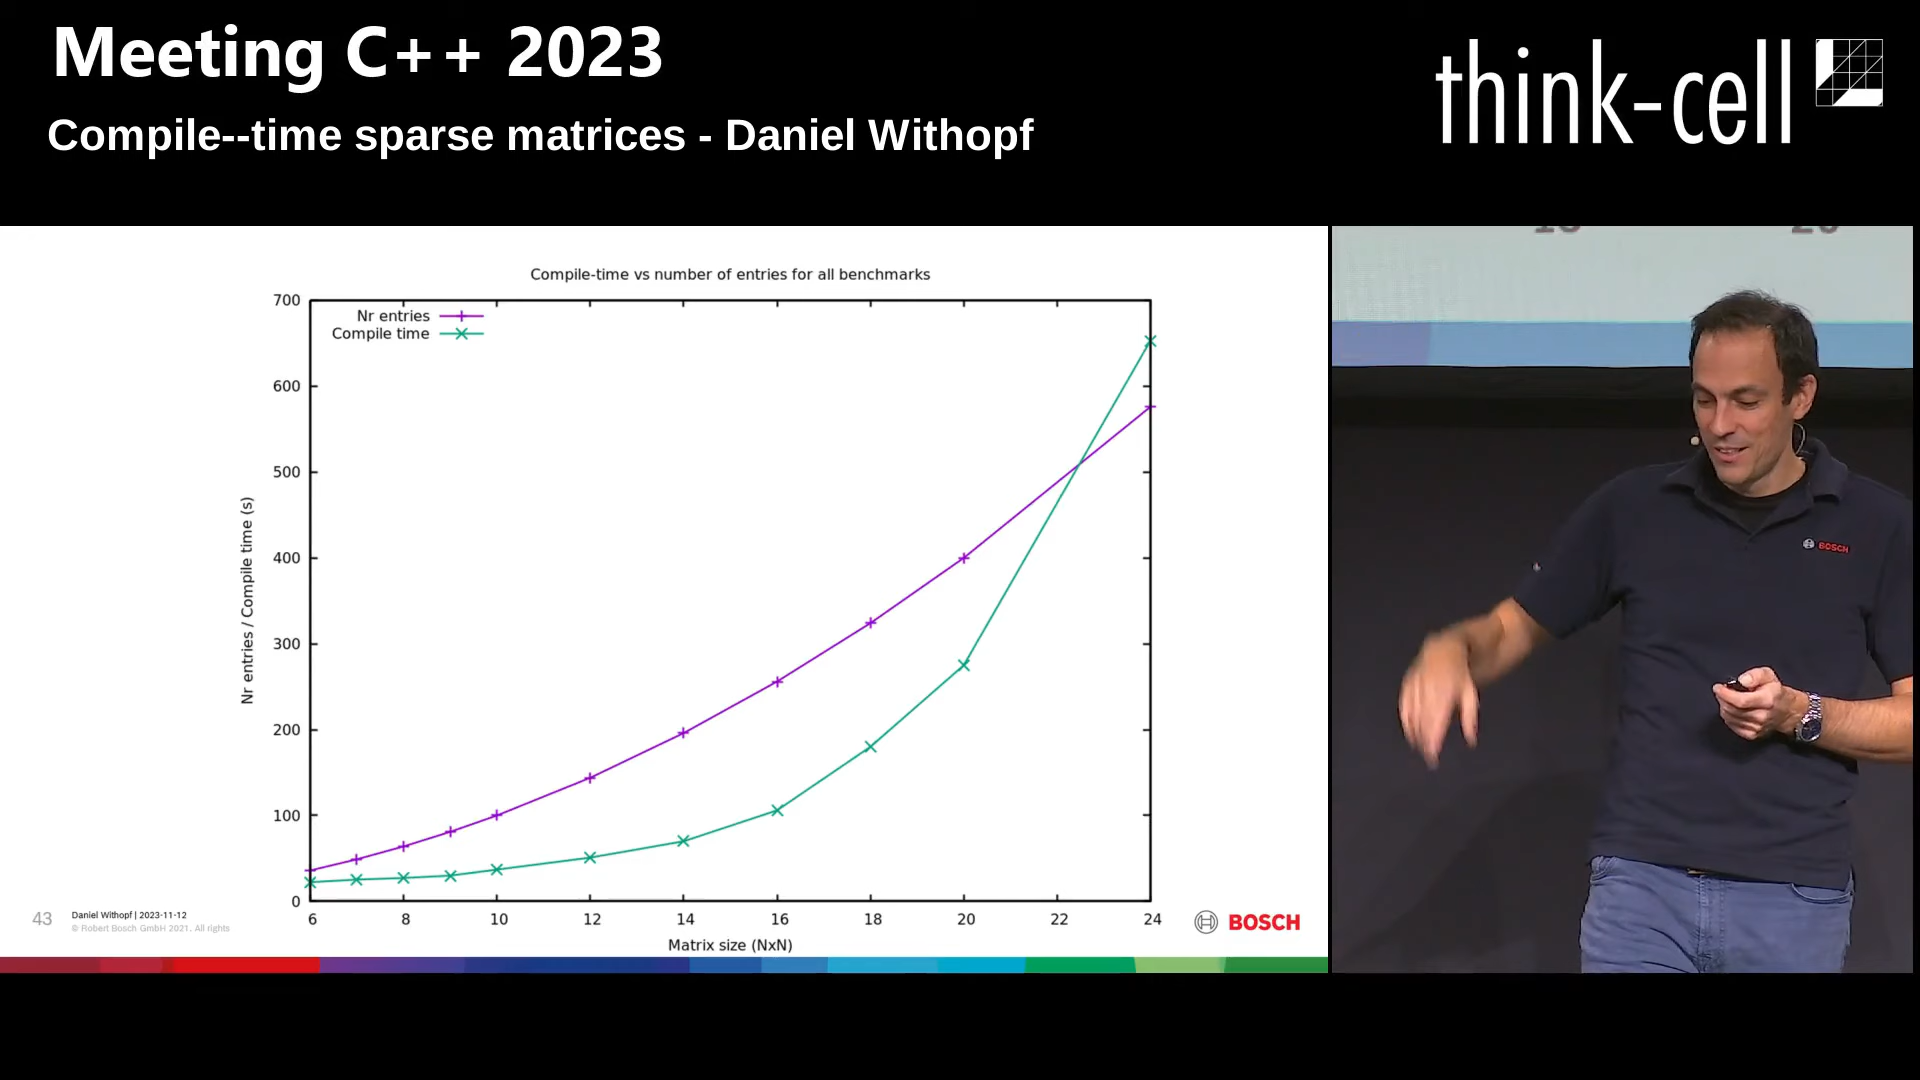 Meeting C++ 2023
Compile--time sparse matrices - Daniel Withopf
think-cell
Compile-time vs number of entries for all benchmarks
Nr entries
Compile time
700
600
500
400
300
200
100
0
Nr entries / Compile time (s)
6 8 10 12 14 16 18 20 22 24
Matrix size (NxN)
43
Daniel Withopf | 2023-11-12
© Robert Bosch GmbH 2021. All rights
BOSCH
BOSCH